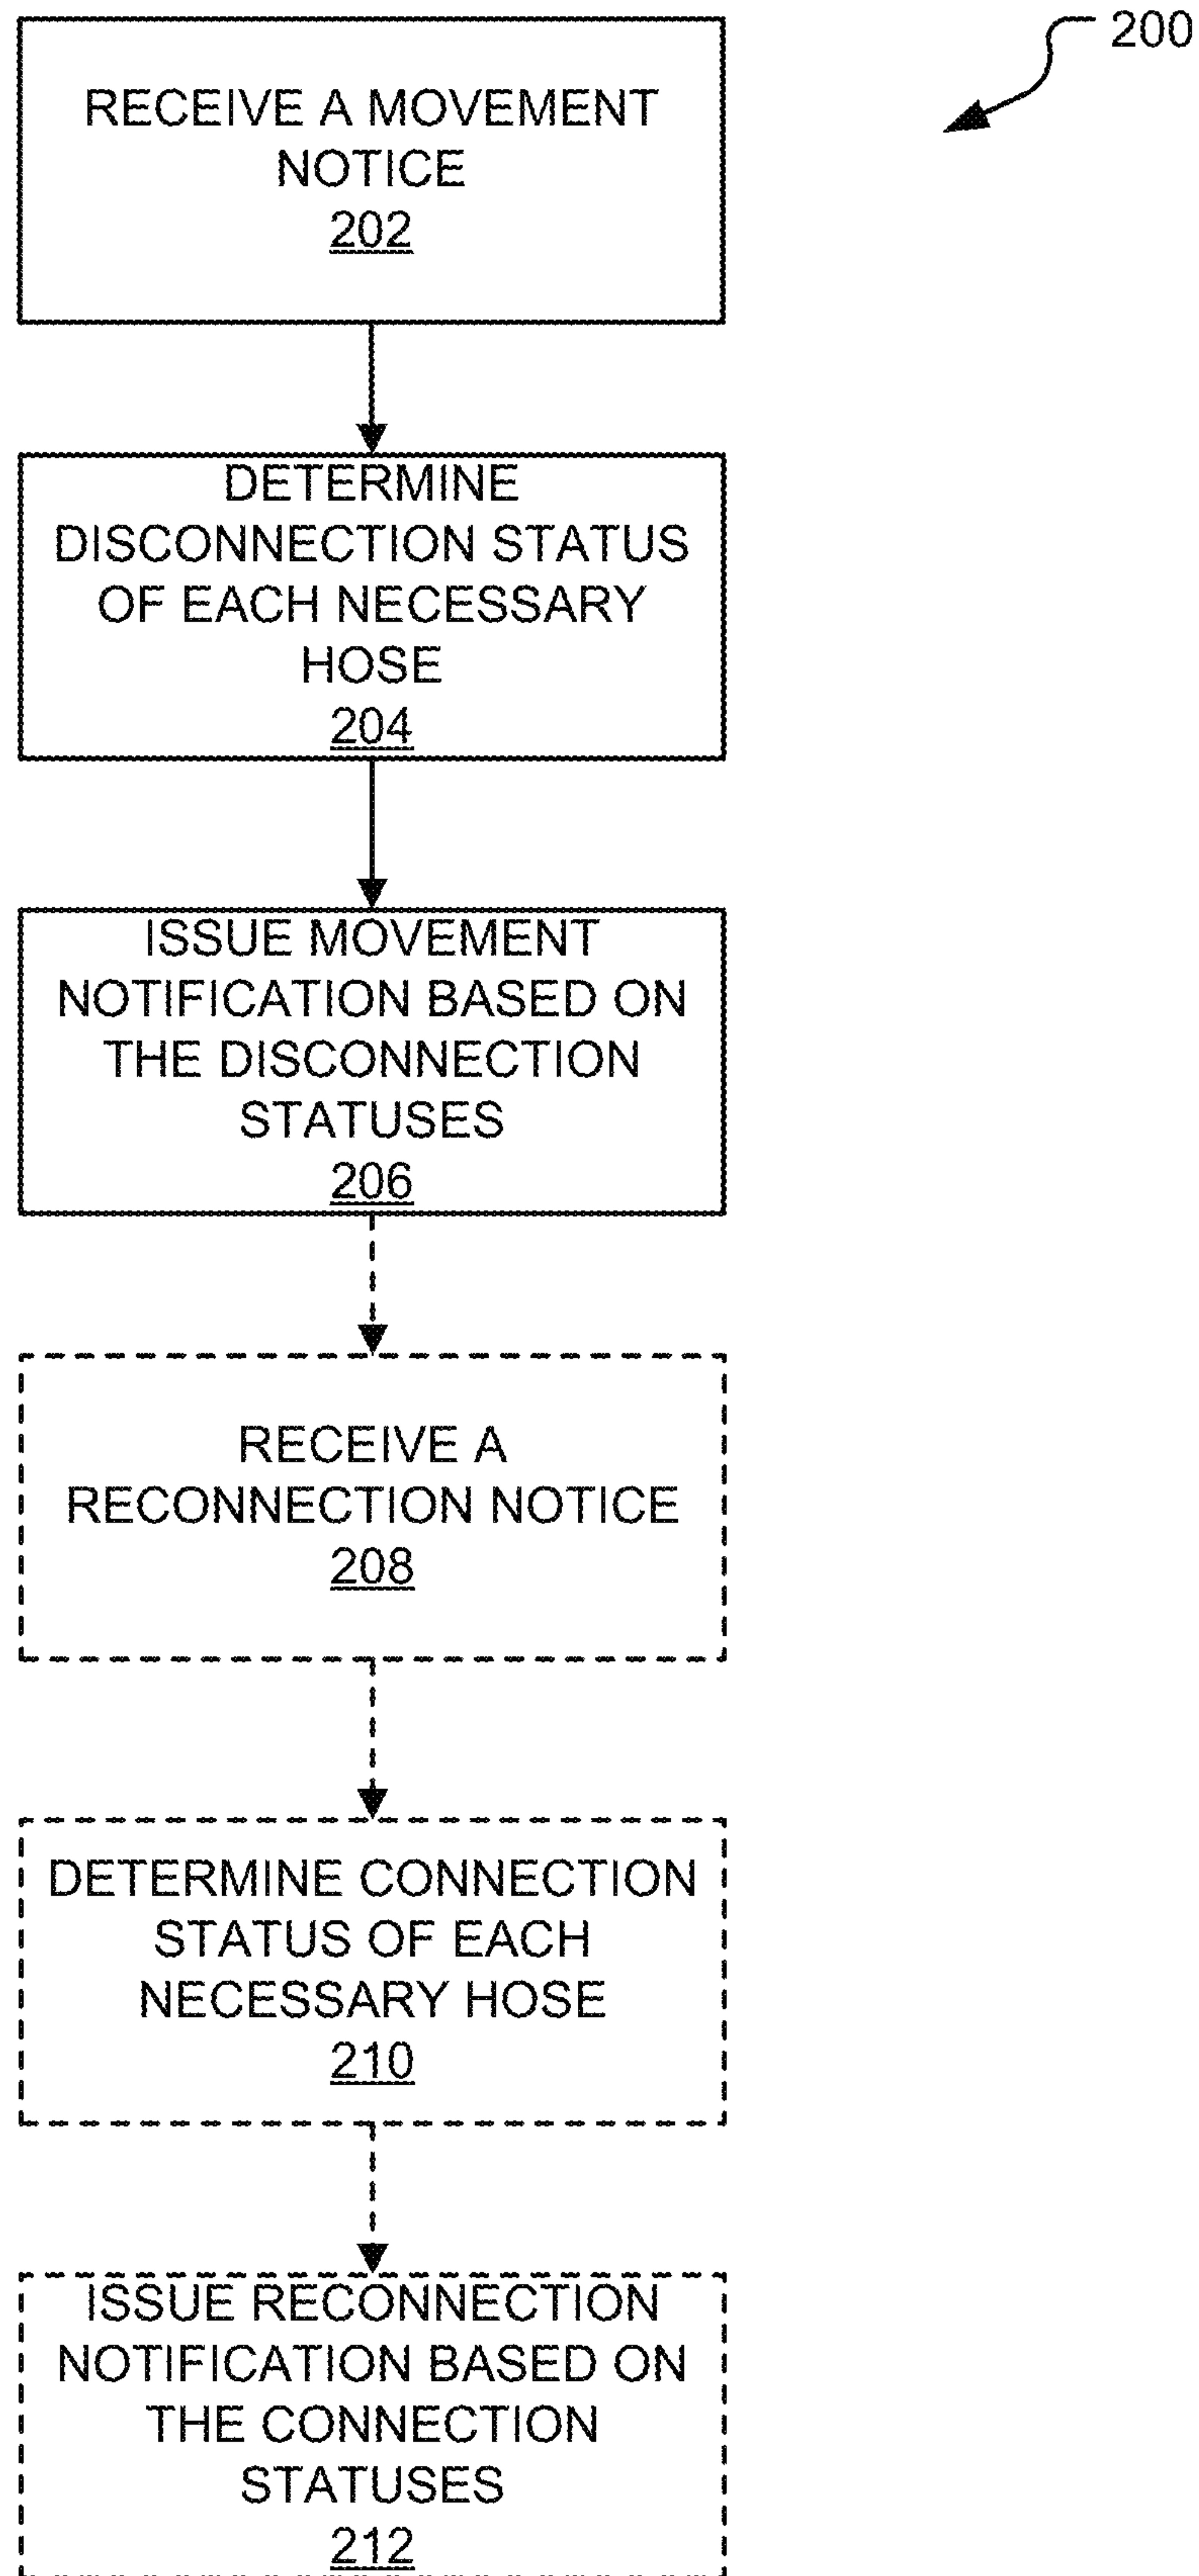 200
RECEIVE A MOVEMENT
NOTICE
202
DETERMINE
DISCONNECTION STATUS
OF EACH NECESSARY
HOSE
204
ISSUE MOVEMENT
NOTIFICATION BASED ON
THE DISCONNECTION
STATUSES
206
RECEIVE A
RECONNECTION NOTICE
208
DETERMINE CONNECTION
STATUS OF EACH
NECESSARY HOSE
210
ISSUE RECONNECTION
NOTIFICATION BASED ON
THE CONNECTION
STATUSES
212